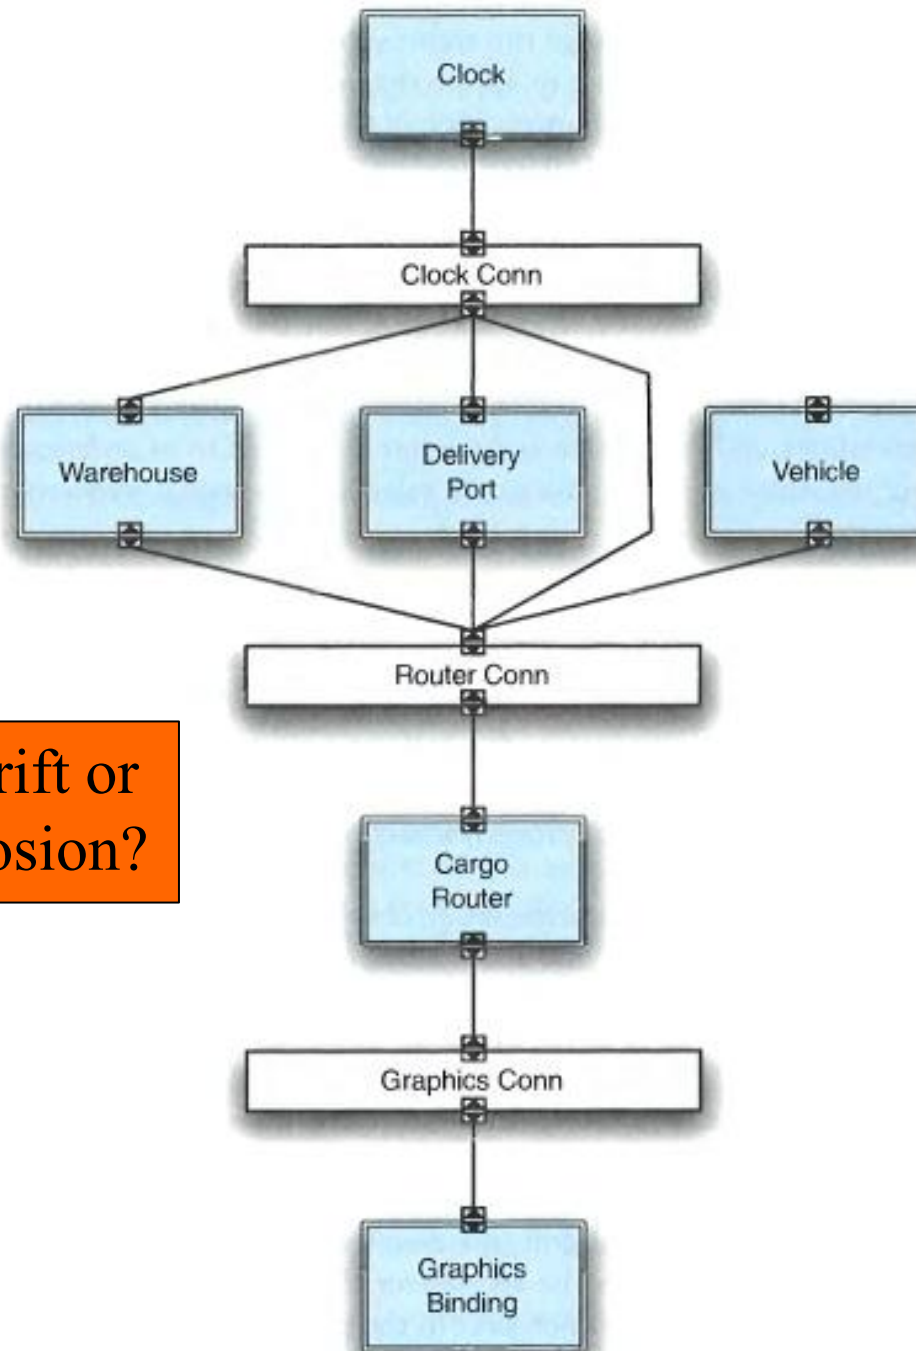 Clock
Clock Conn
Warehouse
Delivery
Port
Vehicle
Router Conn
rift or
osion?
Cargo
Router
Graphics Conn
Graphics
Binding